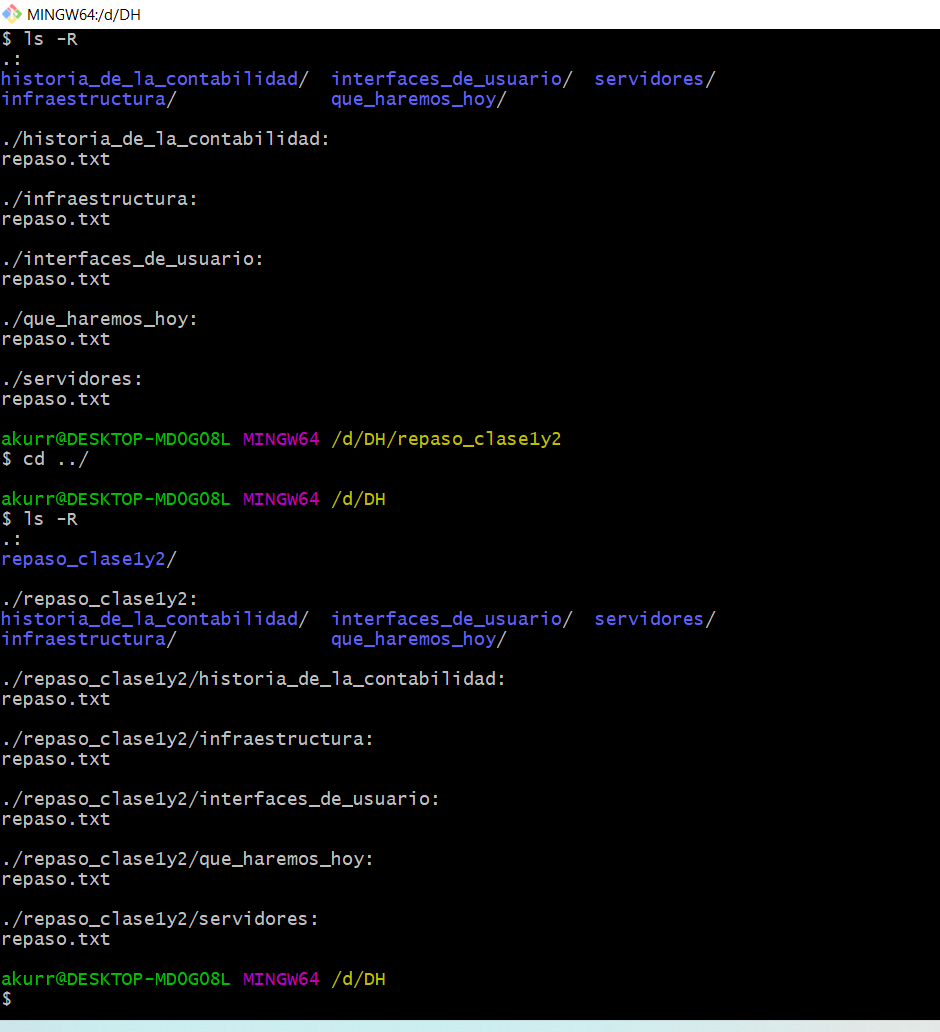 MINGW64:/d/DH
$ ls -R
.:
historia_de_la_contabilidad/  interfaces_de_usuario/  servidores/
infraestructura/              que_haremos_hoy/

./historia_de_la_contabilidad:
repaso.txt

./infraestructura:
repaso.txt

./interfaces_de_usuario:
repaso.txt

./que_haremos_hoy:
repaso.txt

./servidores:
repaso.txt

akurr@DESKTOP-MDOGO8L MINGW64 /d/DH/repaso_clase1y2
$ cd ../

akurr@DESKTOP-MDOGO8L MINGW64 /d/DH
$ ls -R
.:
repaso_clase1y2/

./repaso_clase1y2:
historia_de_la_contabilidad/  interfaces_de_usuario/  servidores/
infraestructura/              que_haremos_hoy/

./repaso_clase1y2/historia_de_la_contabilidad:
repaso.txt

./repaso_clase1y2/infraestructura:
repaso.txt

./repaso_clase1y2/interfaces_de_usuario:
repaso.txt

./repaso_clase1y2/que_haremos_hoy:
repaso.txt

./repaso_clase1y2/servidores:
repaso.txt

akurr@DESKTOP-MDOGO8L MINGW64 /d/DH
$